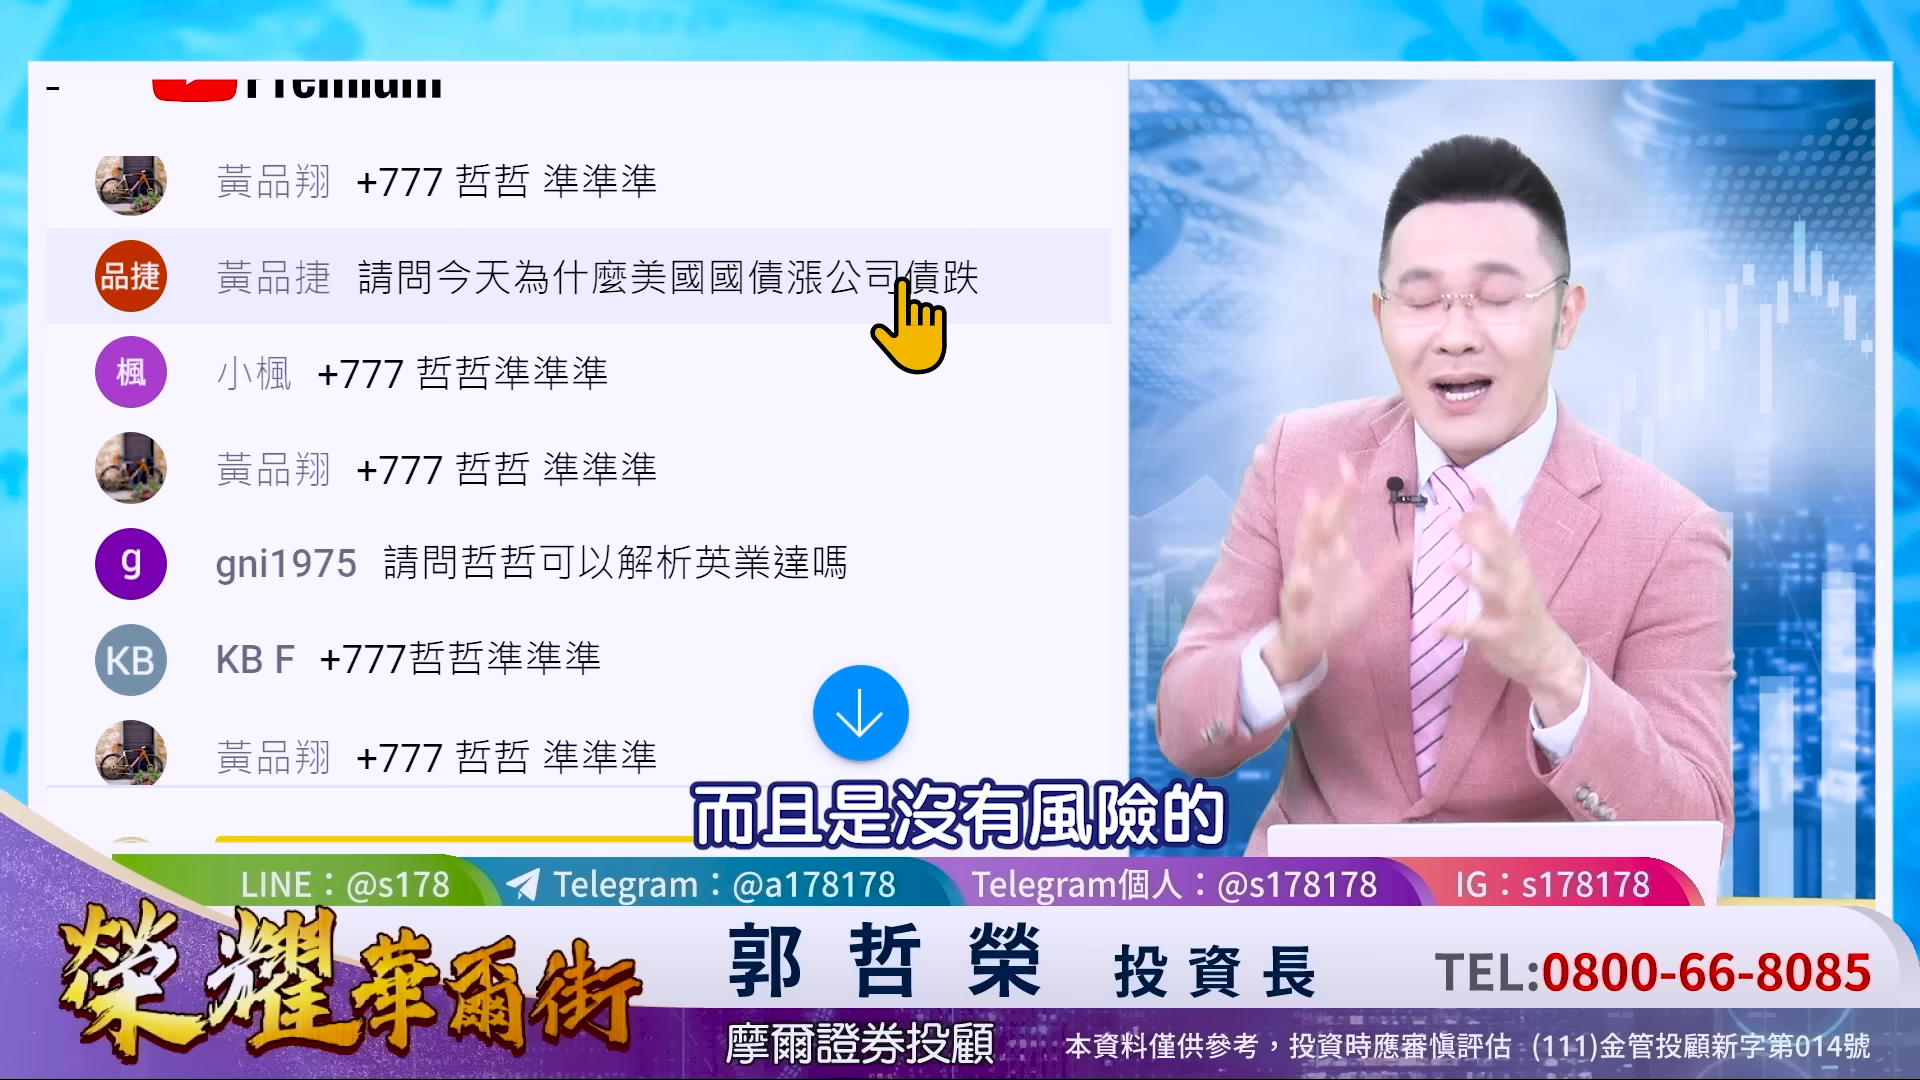 Premium
黃品翔 +777 哲哲 準準準
品捷 黃品捷 請問今天為什麼美國國債漲公司債跌
楓 小楓 +777 哲哲準準準
黃品翔 +777 哲哲 準準準
g gni1975 請問哲哲可以解析英業達嗎
KB KB F +777哲哲準準準
黃品翔 +777 哲哲 準準準
而且是沒有風險的
LINE：@s178 Telegram：@a178178 Telegram個人：@s178178 IG：s178178
榮耀華爾街
郭哲榮 投資長 TEL:0800-66-8085
摩爾證券投顧 本資料僅供參考，投資時應審慎評估 (111)金管投顧新字第014號